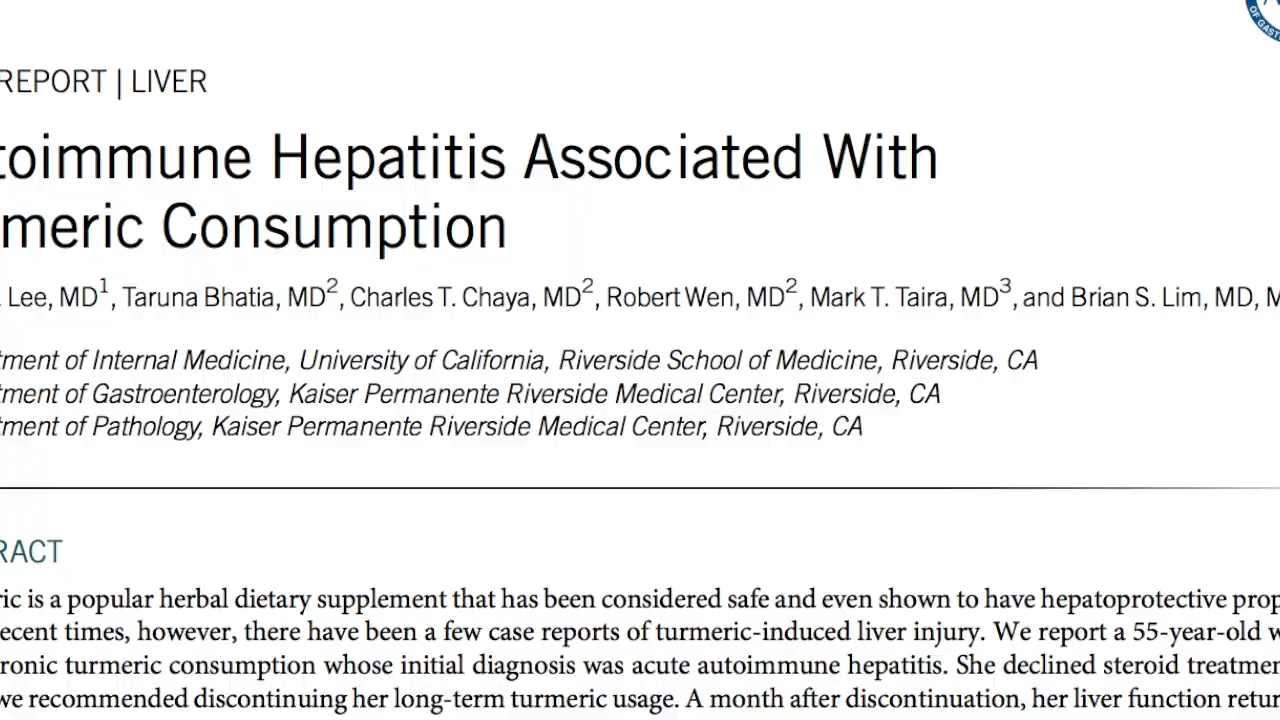 REPORT | LIVER
toimmune Hepatitis Associated With
meric Consumption
Lee, MD1, Taruna Bhatia, MD2, Charles T. Chaya, MD2, Robert Wen, MD2, Mark T. Taira, MD3, and Brian S. Lim, MD, M
tment of Internal Medicine, University of California, Riverside School of Medicine, Riverside, CA
tment of Gastroenterology, Kaiser Permanente Riverside Medical Center, Riverside, CA
tment of Pathology, Kaiser Permanente Riverside Medical Center, Riverside, CA
RACT
ric is a popular herbal dietary supplement that has been considered safe and even shown to have hepatoprotective prop
ecent times, however, there have been a few case reports of turmeric-induced liver injury. We report a 55-year-old w
ronic turmeric consumption whose initial diagnosis was acute autoimmune hepatitis. She declined steroid treatmen
we recommended discontinuing her long-term turmeric usage. A month after discontinuation, her liver function retur